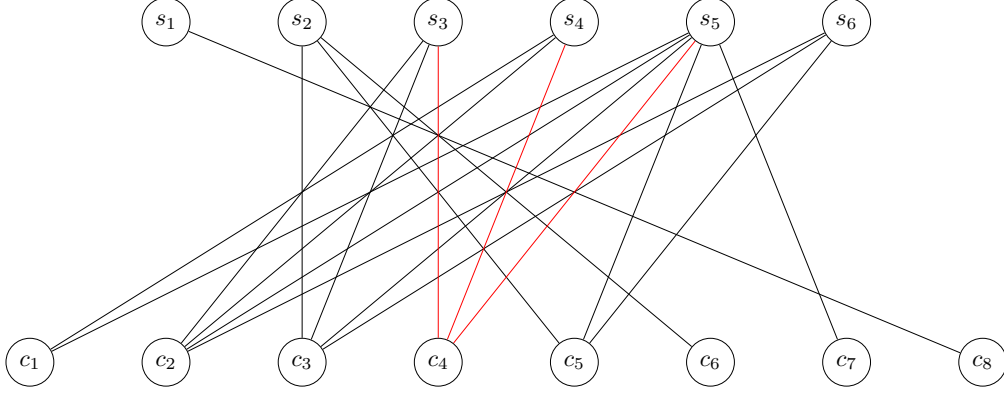 s₁ s₂ s₃ s₄ s₅ s₆
c₁ c₂ c₃ c₄ c₅ c₆ c₇ c₈